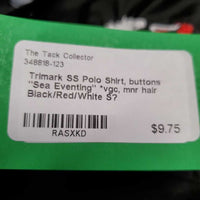 The Tack Collector
348818-123
Trimark SS Polo Shirt, buttons
"Sea Eventing" *vgc, mnr hair
Black/Red/White S?
RASXKD
$9.75